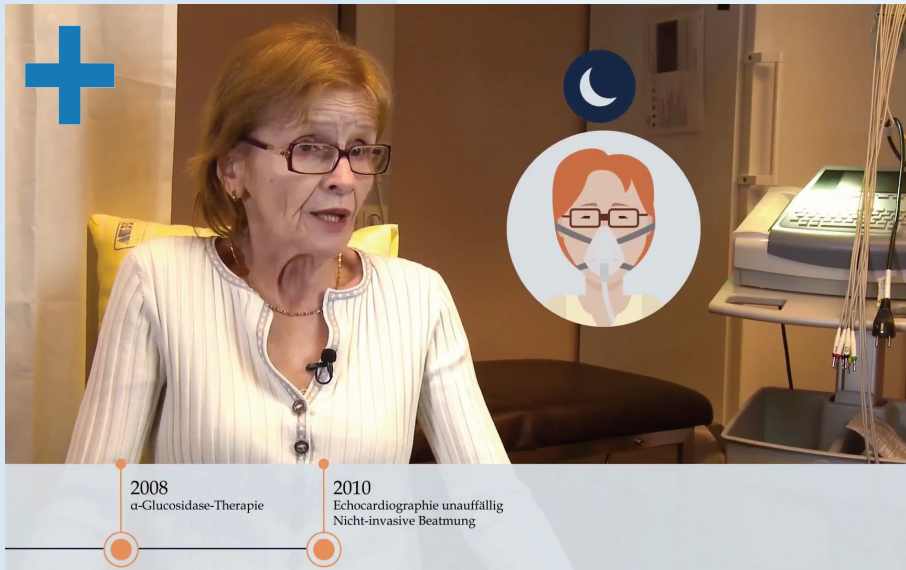 2008
α-Glucosidase-Therapie
2010
Echocardiographie unauffällig
Nicht-invasive Beatmung